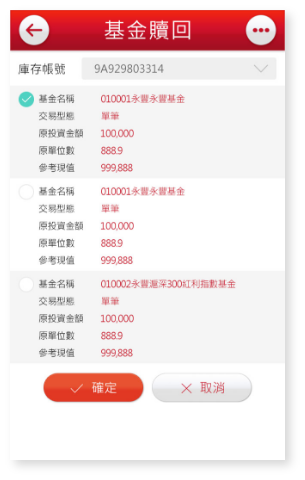 基金贖回
庫存帳號 9A929803314
基金名稱 010001永豐永豐基金
交易型態 單筆
原投資金額 100,000
原單位數 888.9
參考現值 999,888
基金名稱 010001永豐永豐基金
交易型態 單筆
原投資金額 100,000
原單位數 888.9
參考現值 999,888
基金名稱 010002永豐滬深300紅利指數基金
交易型態 單筆
原投資金額 100,000
原單位數 888.9
參考現值 999,888
確定 取消